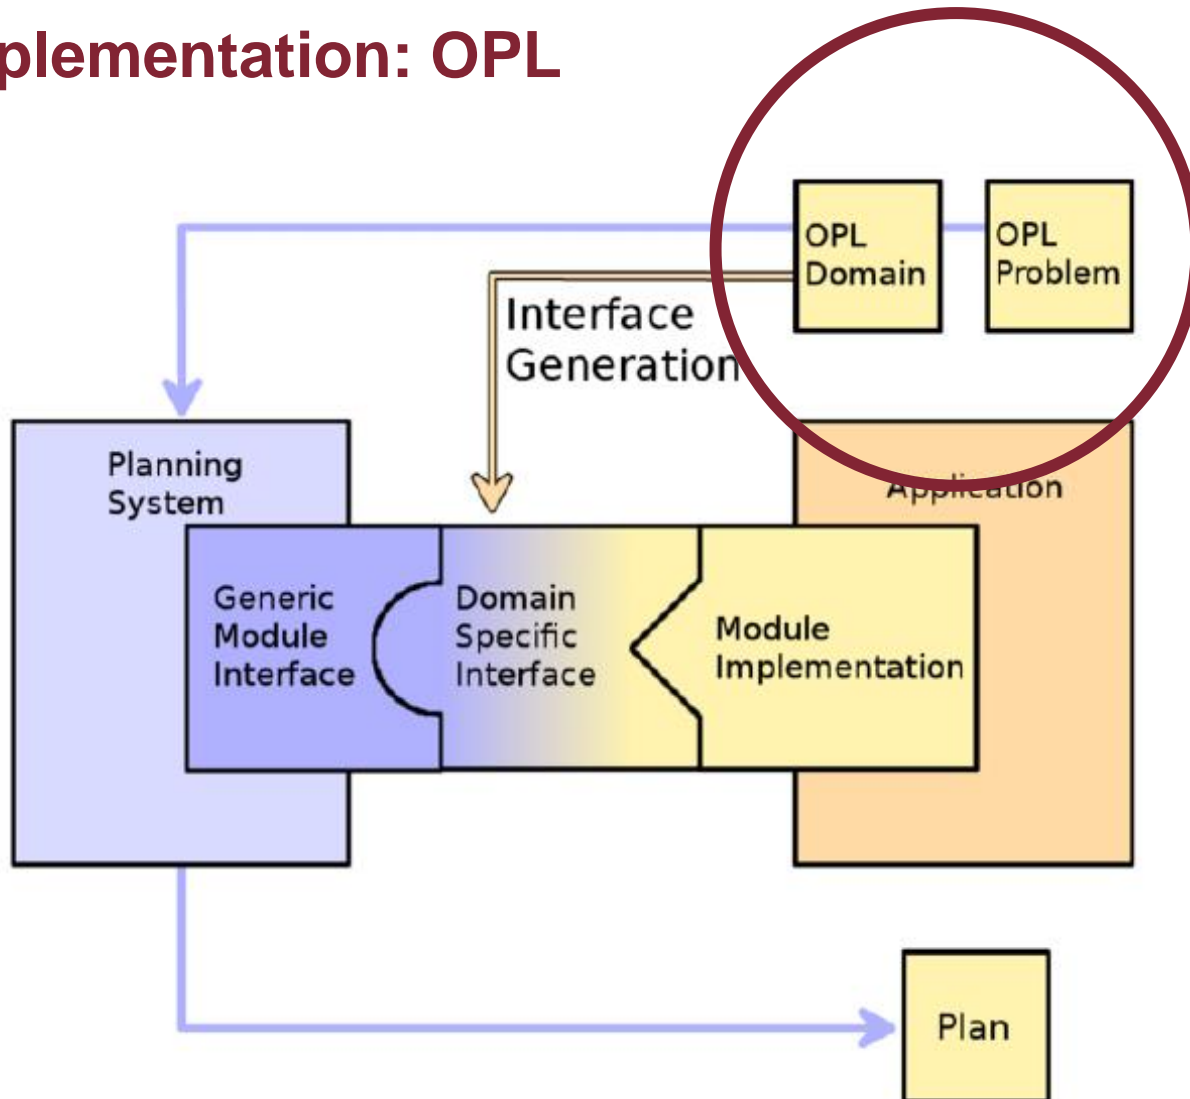 plementation: OPL
OPL
Domain
OPL
Problem
Interface
Generation
Planning
System
Application
Generic
Module
Interface
Domain
Specific
Interface
Module
Implementation
Plan